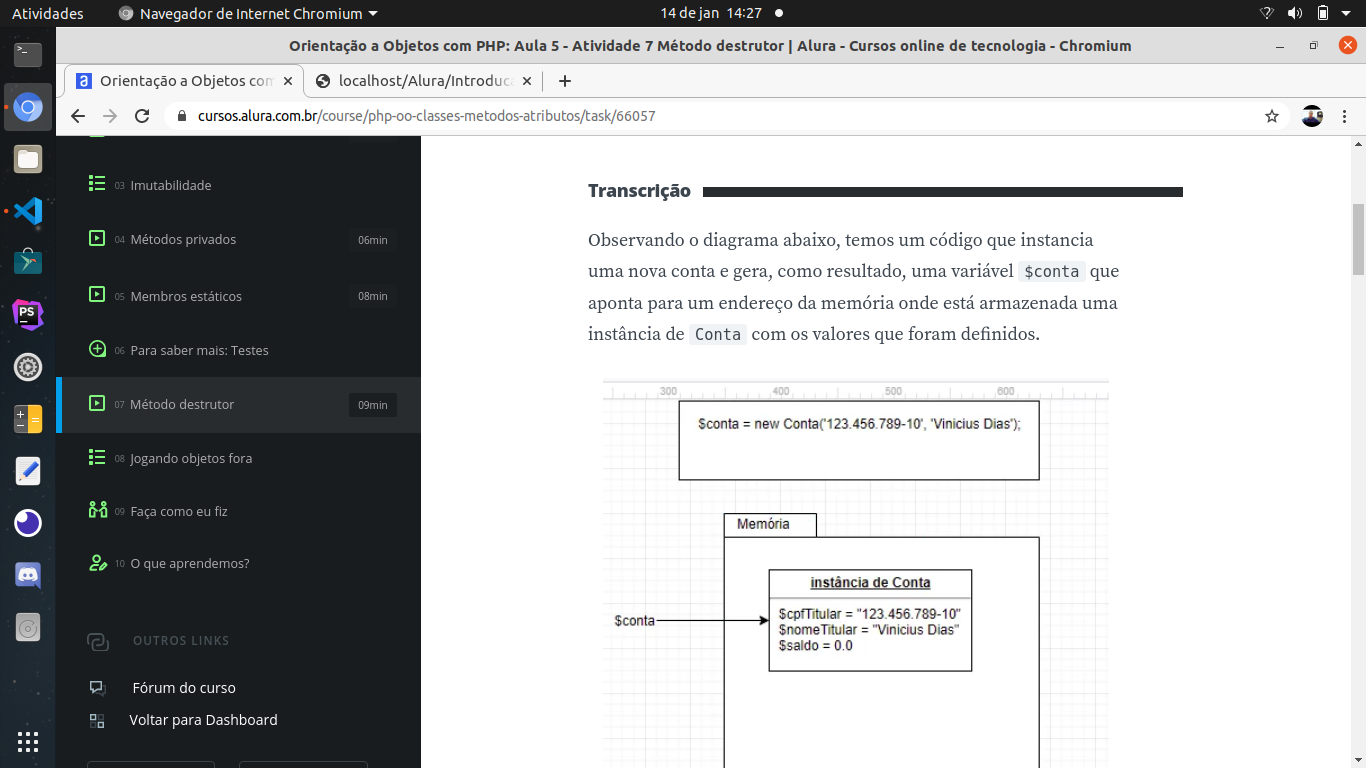 Atividades
Navegador de Internet Chromium
14 de jan 14:27
Orientação a Objetos com PHP: Aula 5 - Atividade 7 Método destrutor | Alura - Cursos online de tecnologia - Chromium
Orientação a Objetos com
localhost/Alura/Introduca
cursos.alura.com.br/course/php-oo-classes-metodos-atributos/task/66057
03 Imutabilidade
04 Métodos privados 06min
05 Membros estáticos 08min
06 Para saber mais: Testes
07 Método destrutor 09min
08 Jogando objetos fora
09 Faça como eu fiz
10 O que aprendemos?
OUTROS LINKS
Fórum do curso
Voltar para Dashboard
Transcrição
Observando o diagrama abaixo, temos um código que instancia
uma nova conta e gera, como resultado, uma variável $conta que
aponta para um endereço da memória onde está armazenada uma
instância de Conta com os valores que foram definidos.
300 400 500 600
$conta = new Conta('123.456.789-10', 'Vinicius Dias');
Memória
instância de Conta
$conta
$cpfTitular = "123.456.789-10"
$nomeTitular = "Vinicius Dias"
$saldo = 0.0
PS